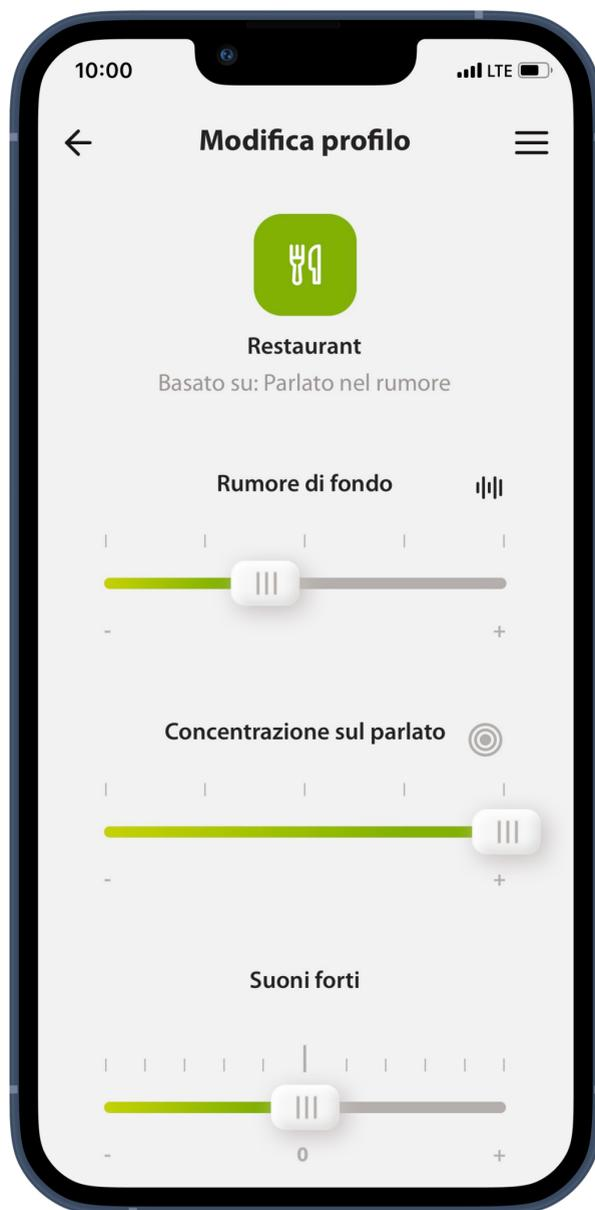 10:00 LTE
Modifica profilo
Restaurant
Basato su: Parlato nel rumore
Rumore di fondo
- +
Concentrazione sul parlato
- +
Suoni forti
- 0 +